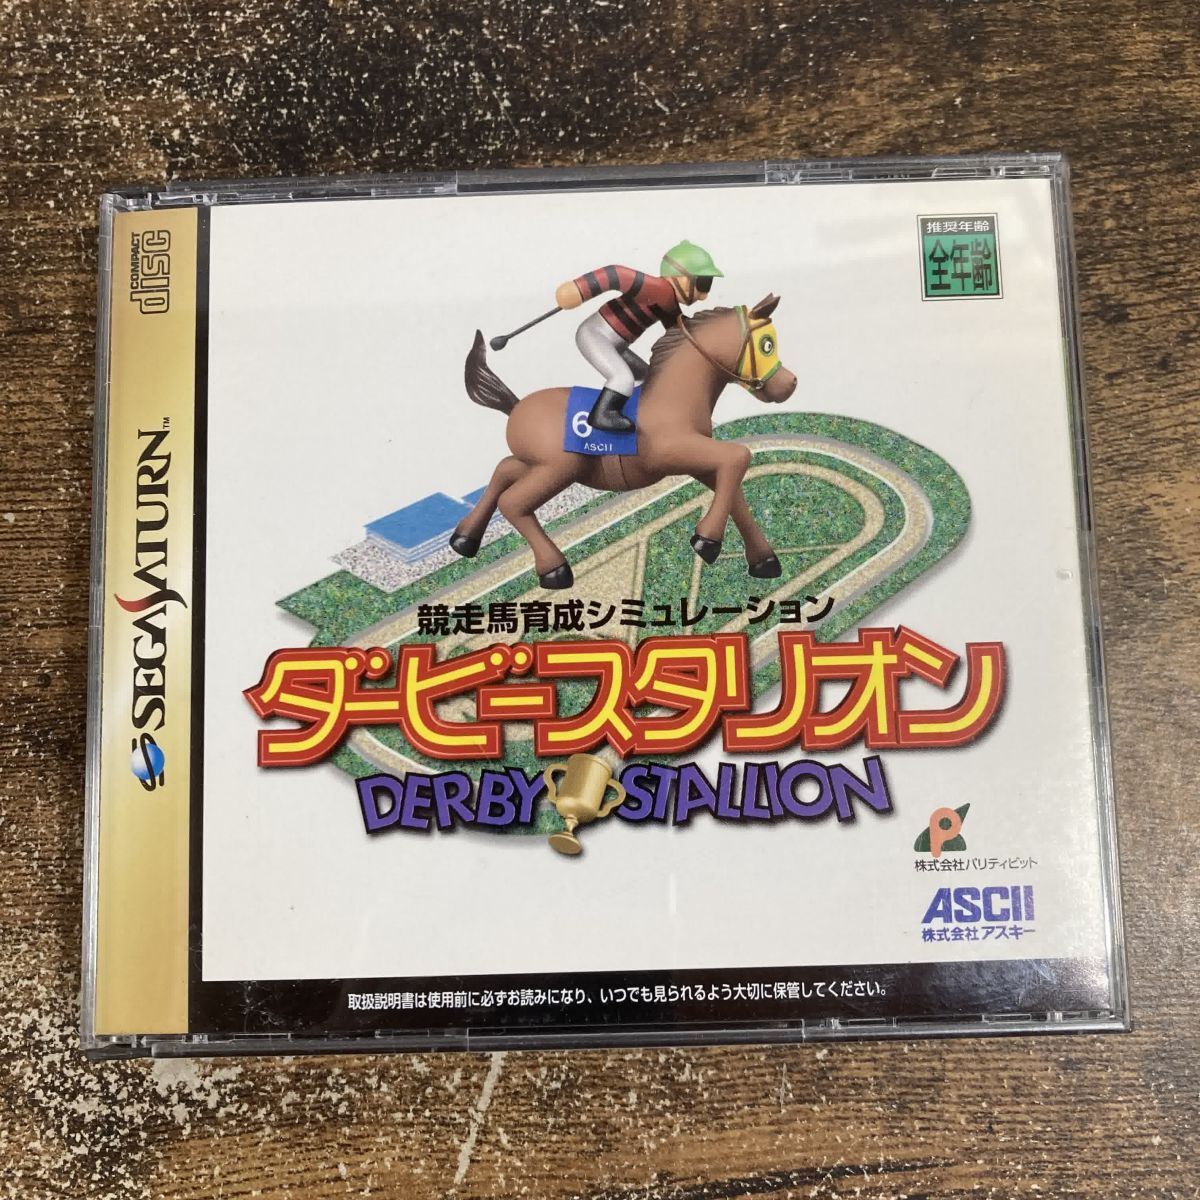 COMPACT
disc
SEGA SATURN™
推奨年齢
全年齢
6
ASCII
競走馬育成シミュレーション
ダービースタリオン
DERBY STALLION
P
株式会社パリティビット
ASCII
株式会社アスキー
取扱説明書は使用前に必ずお読みになり、いつでも見られるよう大切に保管してください。